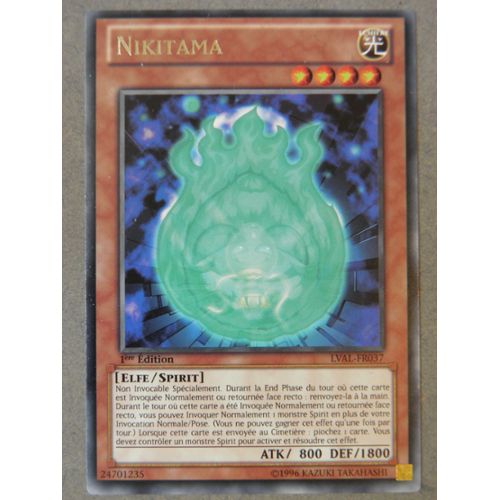 NIKITAMA
LUMIÈRE
光
1ère Édition
LVAL-FR037
[ELFE/SPIRIT]
Non Invocable Spécialement. Durant la End Phase du tour où cette carte
est Invoquée Normalement ou retournée face recto : renvoyez-la à la main.
Durant le tour où cette carte a été Invoquée Normalement ou retournée face
recto, vous pouvez Invoquer Normalement 1 monstre Spirit en plus de votre
Invocation Normale/Pose. (Vous ne pouvez gagner cet effet qu'une fois par
tour.) Lorsque cette carte est envoyée au Cimetière : piochez 1 carte. Vous
devez contrôler un monstre Spirit pour activer et résoudre cet effet.
ATK/ 800 DEF/1800
24701235
©1996 KAZUKI TAKAHASHI